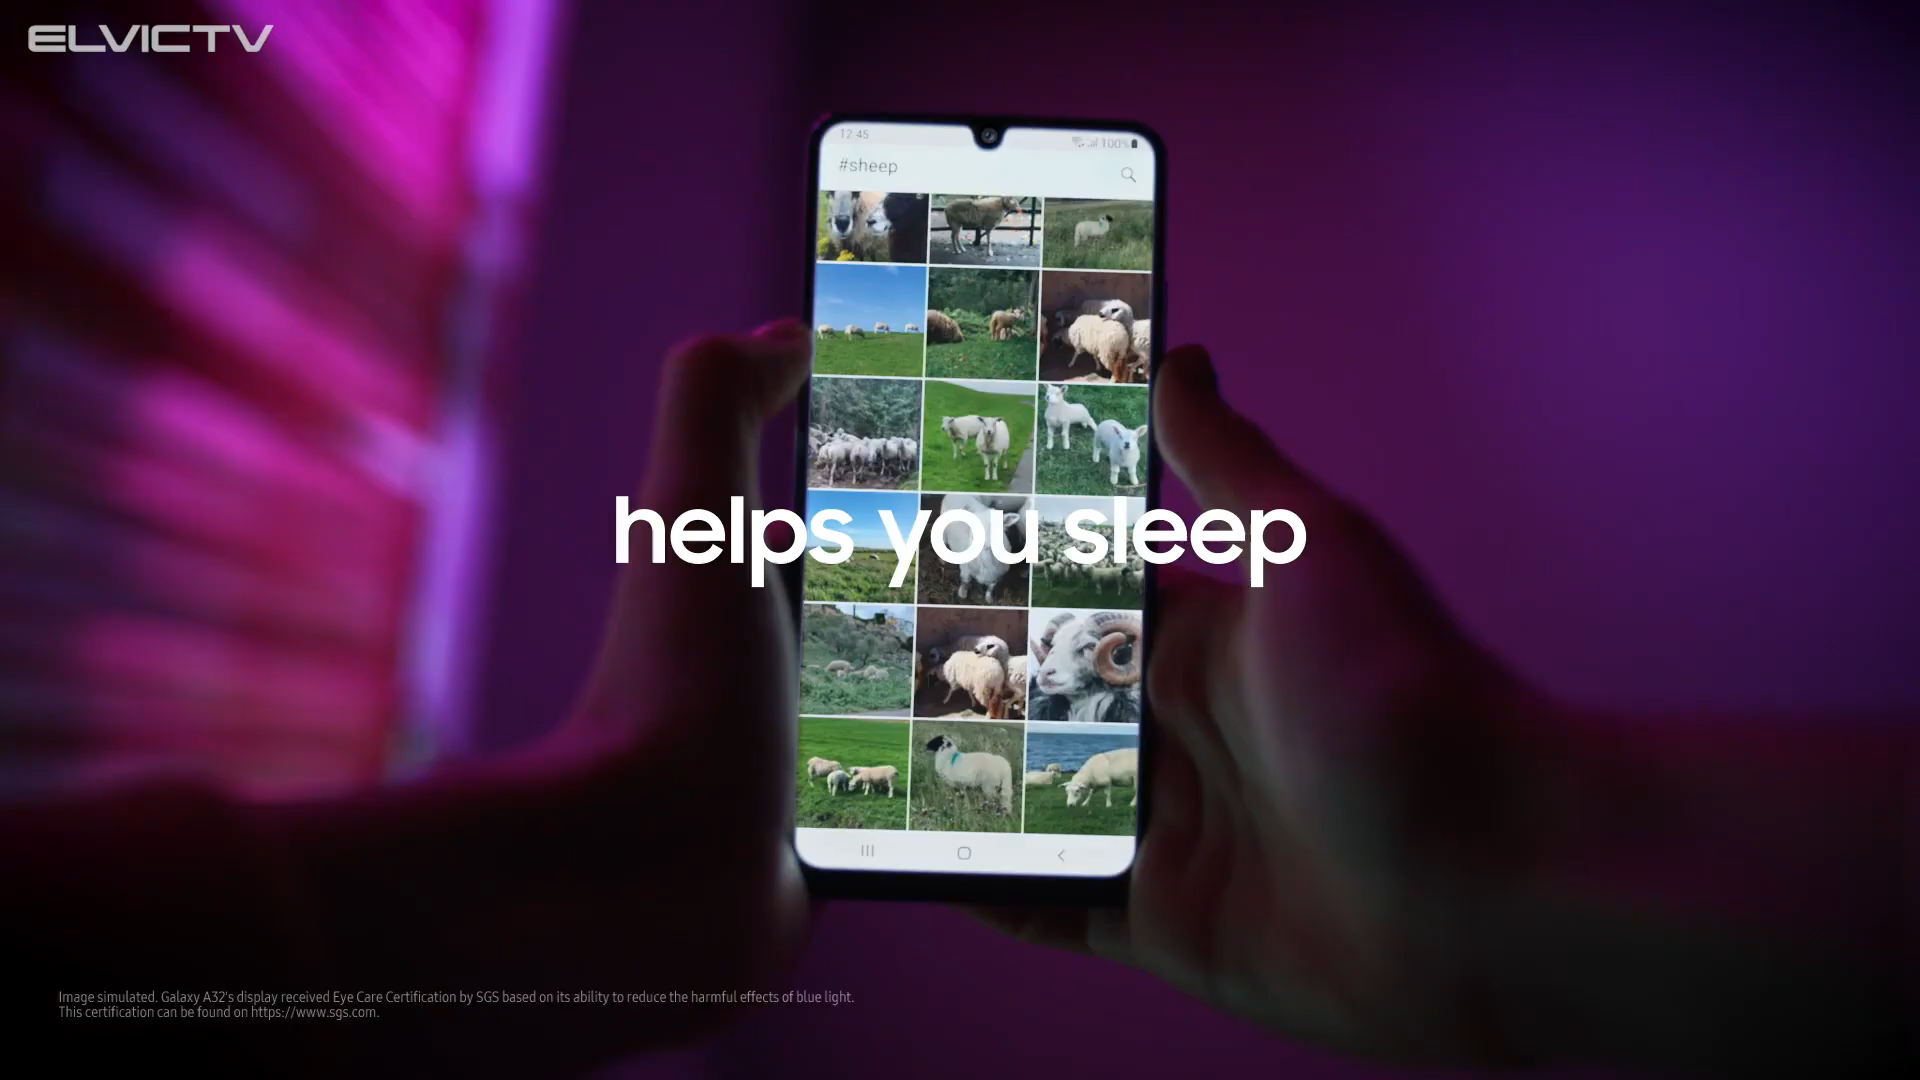 ELVICTV
12:45
100%
#sheep
helps you sleep
Image simulated. Galaxy A32's display received Eye Care Certification by SGS based on its ability to reduce the harmful effects of blue light.
This certification can be found on https://www.sgs.com.